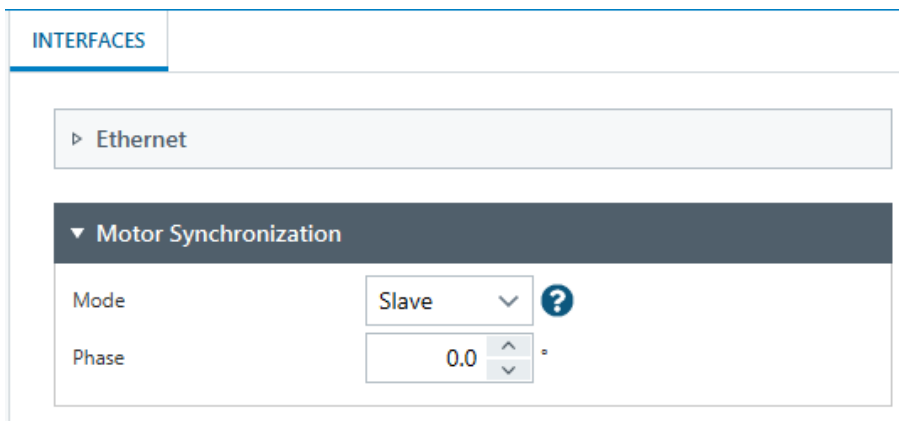 INTERFACES
Ethernet
Motor Synchronization
Mode Slave ?
Phase 0.0 °